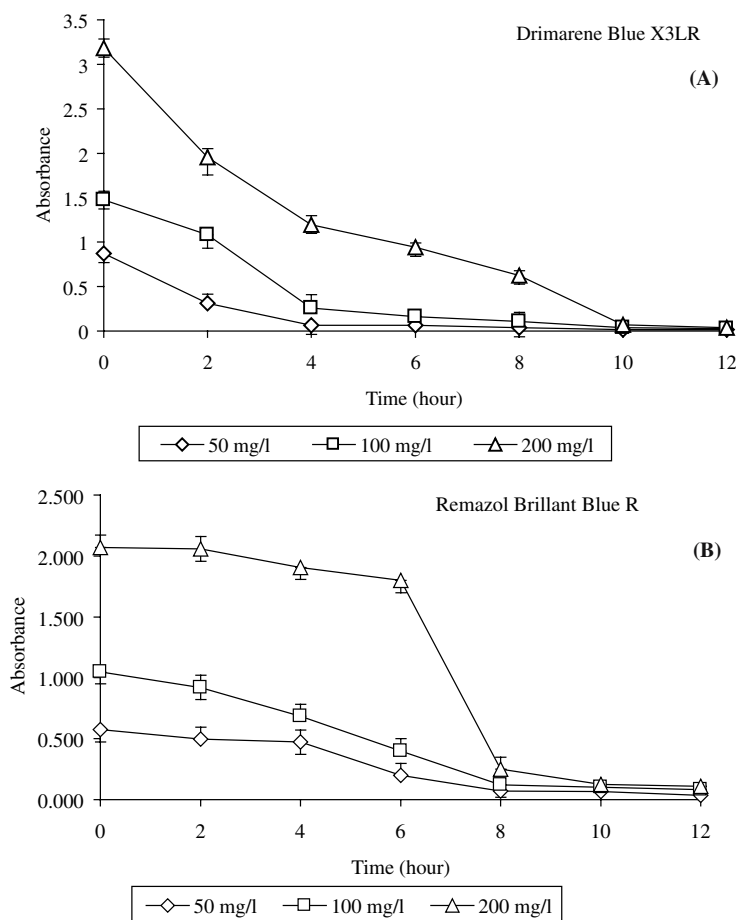 Drimarene Blue X3LR
(A)
3.5
3
2.5
2
1.5
1
0.5
0
Absorbance
0 2 4 6 8 10 12
Time (hour)
50 mg/l 100 mg/l 200 mg/l
Remazol Brillant Blue R
(B)
2.500
2.000
1.500
1.000
0.500
0.000
Absorbance
0 2 4 6 8 10 12
Time (hour)
50 mg/l 100 mg/l 200 mg/l